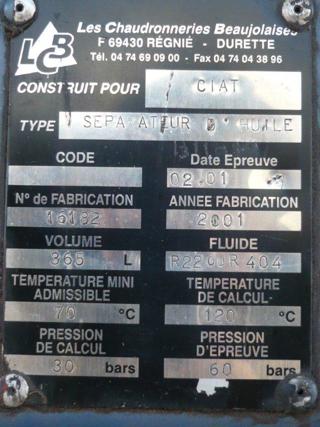 LCB
Les Chaudronneries Beaujolaises
F 69430 RÉGNIÉ - DURETTE
Tél. 04 74 69 09 00 - Fax 04 74 04 38 96
CONSTRUIT POUR CIAT
TYPE SEPA ATEUR D'HUILE
CODE Date Epreuve
02.01
N° de FABRICATION ANNEE FABRICATION
16182 2001
VOLUME FLUIDE
365 L R22 OU R 404
TEMPERATURE MINI ADMISSIBLE TEMPERATURE DE CALCUL
70 °C 120 °C
PRESSION DE CALCUL PRESSION D'EPREUVE
30 bars 60 bars